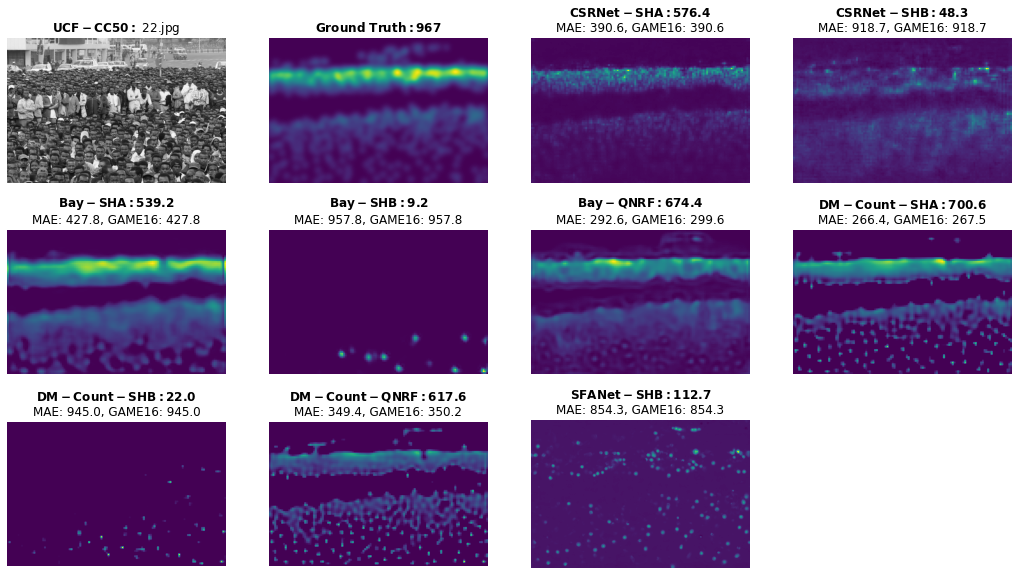 UCF − CC50 : 22.jpg
Ground Truth : 967
CSRNet − SHA : 576.4
MAE: 390.6, GAME16: 390.6
CSRNet − SHB : 48.3
MAE: 918.7, GAME16: 918.7
Bay − SHA : 539.2
MAE: 427.8, GAME16: 427.8
Bay − SHB : 9.2
MAE: 957.8, GAME16: 957.8
Bay − QNRF : 674.4
MAE: 292.6, GAME16: 299.6
DM − Count − SHA : 700.6
MAE: 266.4, GAME16: 267.5
DM − Count − SHB : 22.0
MAE: 945.0, GAME16: 945.0
DM − Count − QNRF : 617.6
MAE: 349.4, GAME16: 350.2
SFANet − SHB : 112.7
MAE: 854.3, GAME16: 854.3